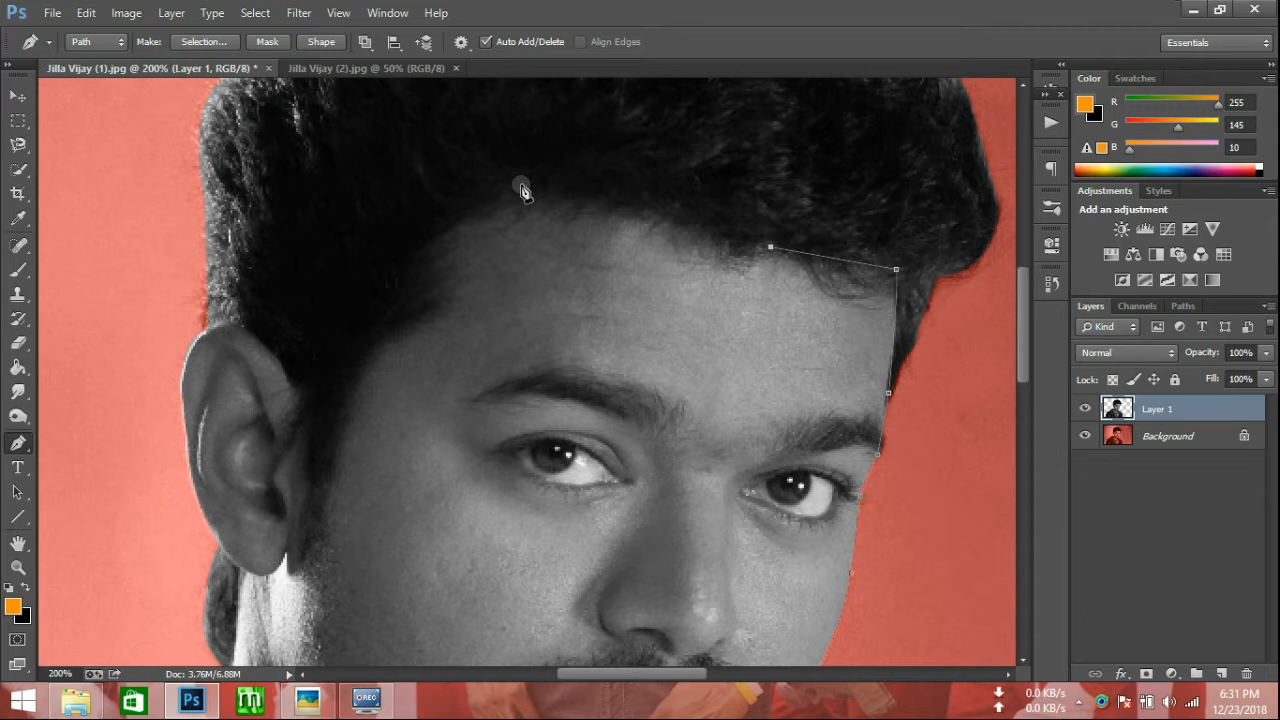 Ps File Edit Image Layer Type Select Filter View Window Help
Path Make: Selection... Mask Shape Auto Add/Delete Align Edges Essentials
Jilla Vijay (1).jpg @ 200% (Layer 1, RGB/8) * × Jilla Vijay (2).jpg @ 50% (RGB/8) ×
Color Swatches
R 255
G 145
B 10
Adjustments Styles
Add an adjustment
Layers Channels Paths
Kind
Normal Opacity: 100%
Lock: Fill: 100%
Layer 1
Background
T
200% Doc: 3.76M/6.88M
Ps m OREC 0.0 KB/s 0.0 KB/s 6:31 PM 12/23/2018